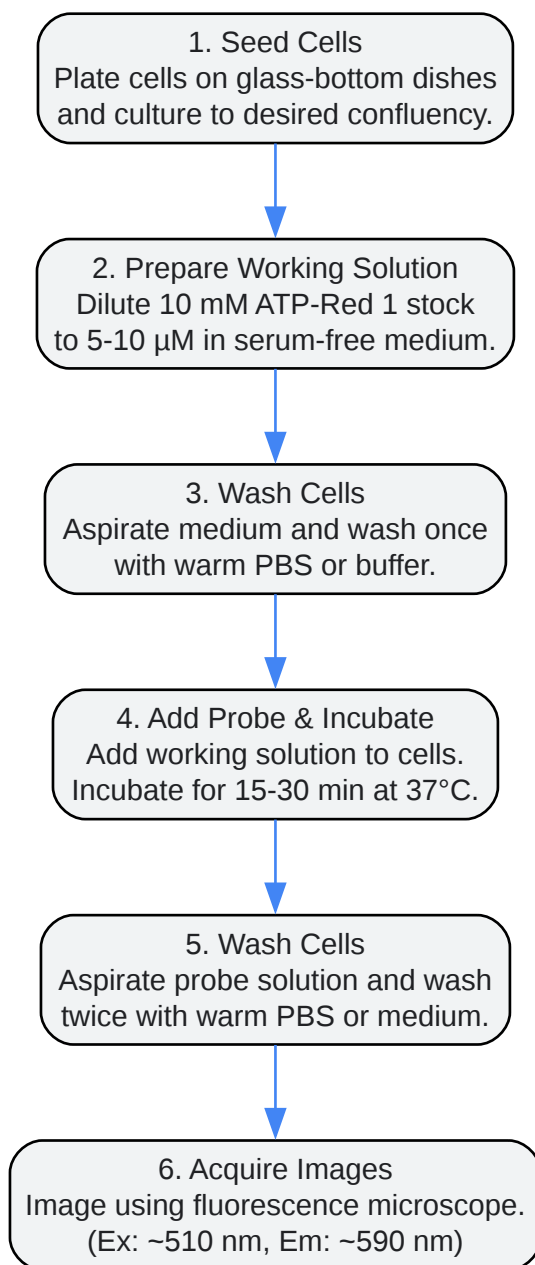 1. Seed Cells
Plate cells on glass-bottom dishes
and culture to desired confluency.
2. Prepare Working Solution
Dilute 10 mM ATP-Red 1 stock
to 5-10 µM in serum-free medium.
3. Wash Cells
Aspirate medium and wash once
with warm PBS or buffer.
4. Add Probe & Incubate
Add working solution to cells.
Incubate for 15-30 min at 37°C.
5. Wash Cells
Aspirate probe solution and wash
twice with warm PBS or medium.
6. Acquire Images
Image using fluorescence microscope.
(Ex: ~510 nm, Em: ~590 nm)